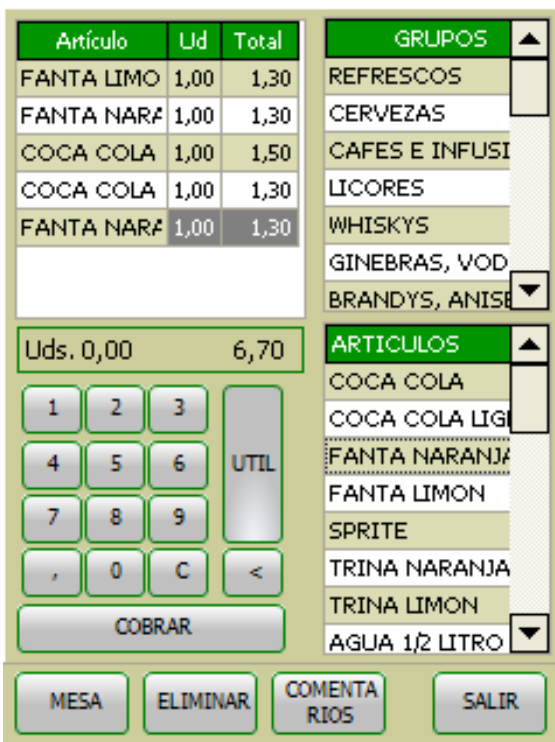 Artículo Ud Total
FANTA LIMO 1,00 1,30
FANTA NARA 1,00 1,30
COCA COLA 1,00 1,50
COCA COLA 1,00 1,30
FANTA NARA 1,00 1,30
Uds. 0,00 6,70
1 2 3
4 5 6 UTIL
7 8 9
, 0 C <
COBRAR
GRUPOS
REFRESCOS
CERVEZAS
CAFES E INFUSI
LICORES
WHISKYS
GINEBRAS, VOD
BRANDYS, ANISE
ARTICULOS
COCA COLA
COCA COLA LIGE
FANTA NARANJA
FANTA LIMON
SPRITE
TRINA NARANJA
TRINA LIMON
AGUA 1/2 LITRO
MESA ELIMINAR COMENTA
RIOS SALIR